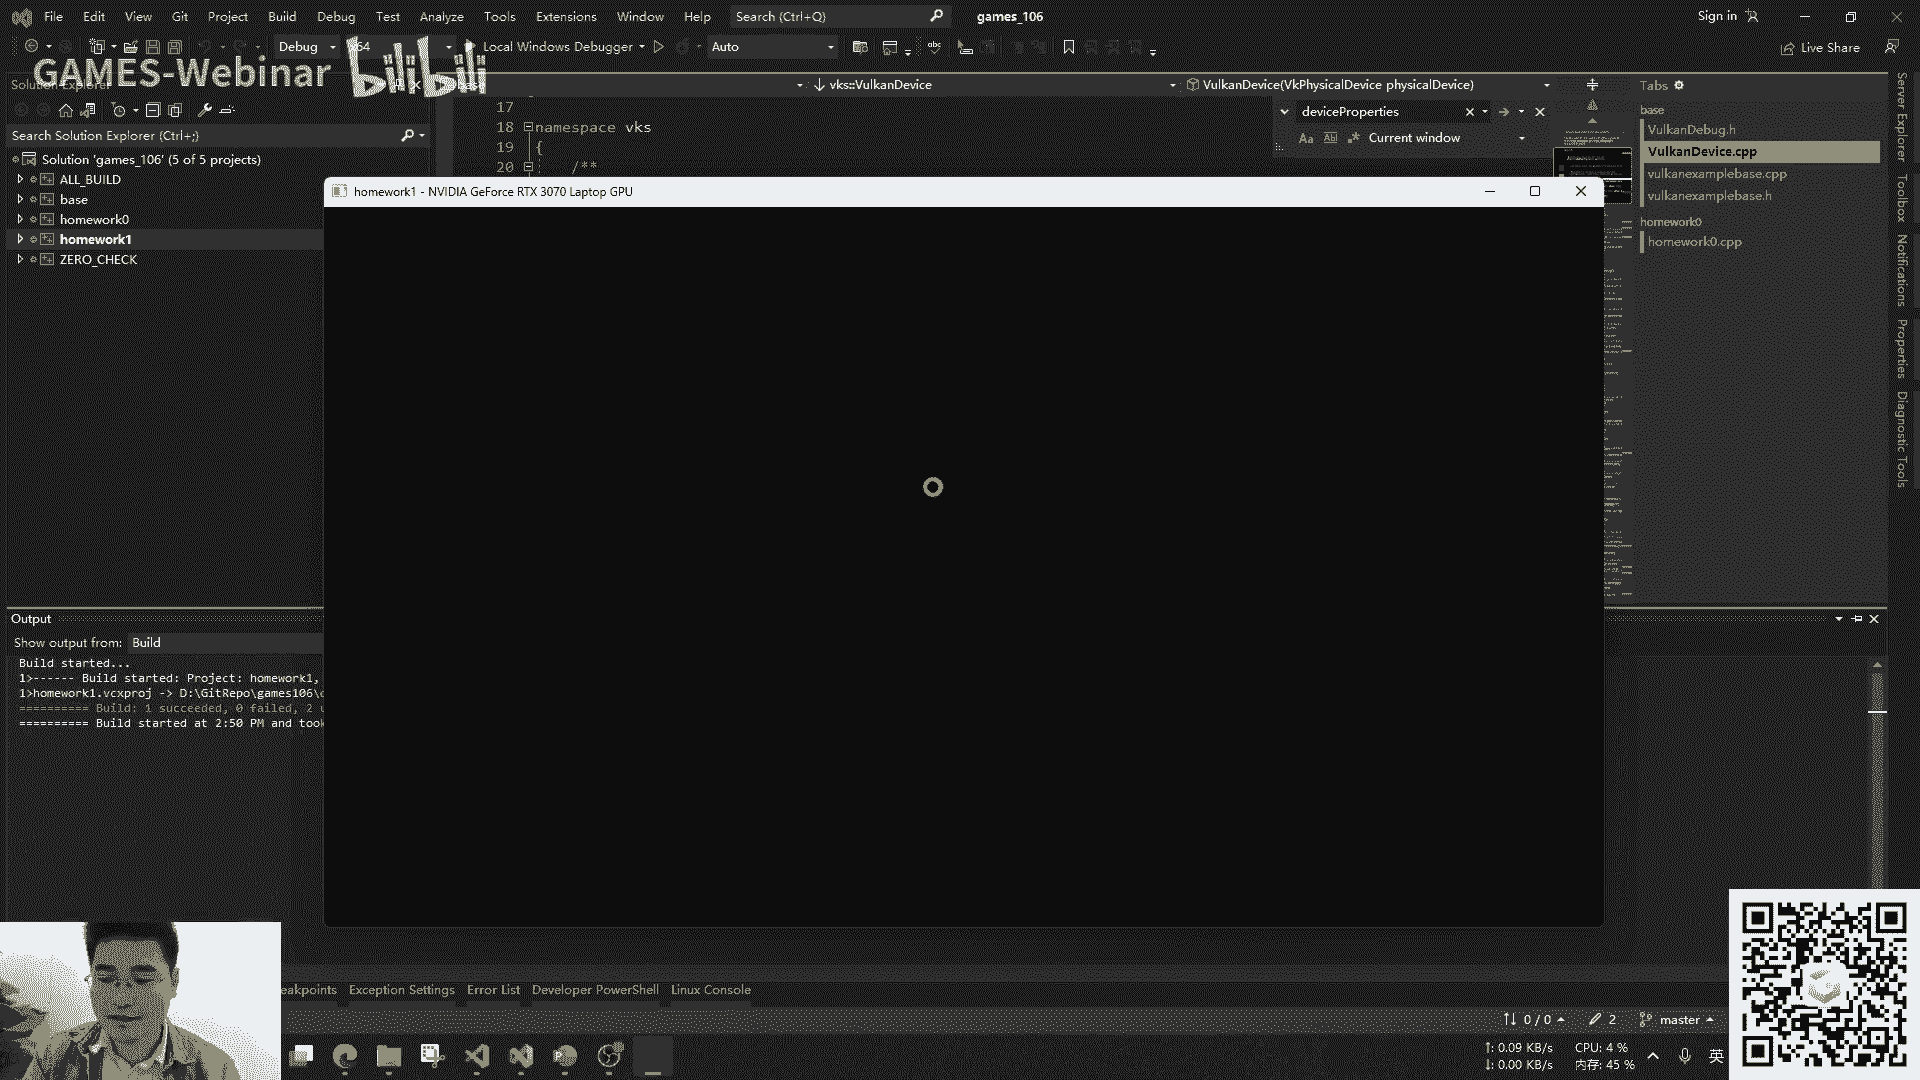 File Edit View Git Project Build Debug Test Analyze Tools Extensions Window Help Search (Ctrl+Q) games_106 Sign in
Debug x64 Local Windows Debugger Auto Live Share
GAMES-Webinar bilibili
Solution Explorer
vks::VulkanDevice VulkanDevice(VkPhysicalDevice physicalDevice) Tabs
Search Solution Explorer (Ctrl+;)
Solution 'games_106' (5 of 5 projects)
ALL_BUILD
base
homework0
homework1
ZERO_CHECK
17
18 namespace vks
19 {
20 /**
deviceProperties
Aa Current window
base
VulkanDebug.h
VulkanDevice.cpp
vulkanexamplebase.cpp
vulkanexamplebase.h
homework0
homework0.cpp
Server Explorer
Toolbox
Notifications
Properties
Diagnostic Tools
homework1 - NVIDIA GeForce RTX 3070 Laptop GPU
Output
Show output from: Build
Build started...
1>------ Build started: Project: homework1,
1>homework1.vcxproj -> D:\GitRepo\games106\
========== Build: 1 succeeded, 0 failed, 2
========== Build started at 2:50 PM and took
eakpoints Exception Settings Error List Developer PowerShell Linux Console
0 / 0 2 master
↑: 0.09 KB/s CPU: 4 %
↓: 0.00 KB/s 内存: 45 %
英